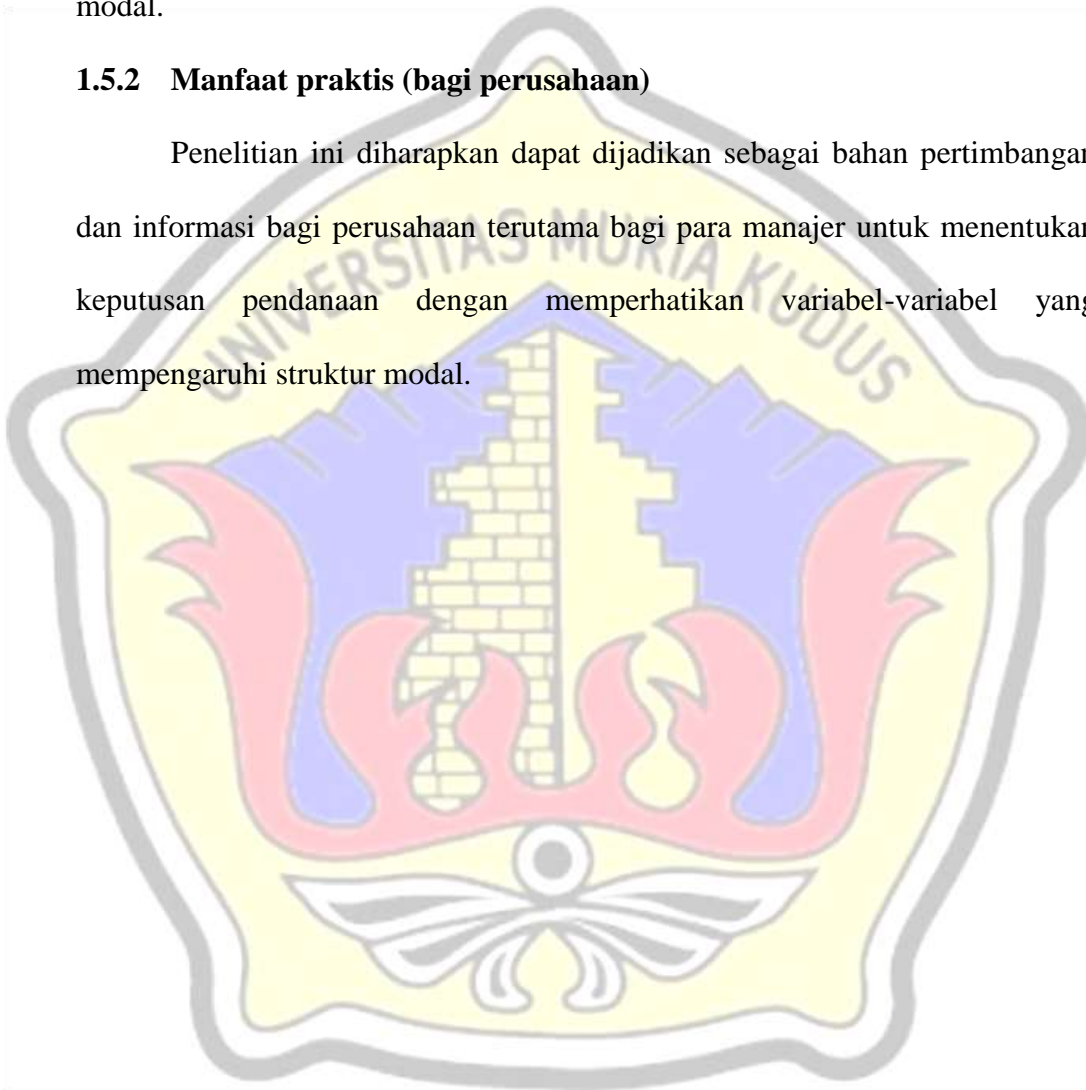 modal.
1.5.2 Manfaat praktis (bagi perusahaan)
Penelitian ini diharapkan dapat dijadikan sebagai bahan pertimbangan
dan informasi bagi perusahaan terutama bagi para manajer untuk menentukan
keputusan pendanaan dengan memperhatikan variabel-variabel yang
mempengaruhi struktur modal.
UNIVERSITAS MURIA KUDUS